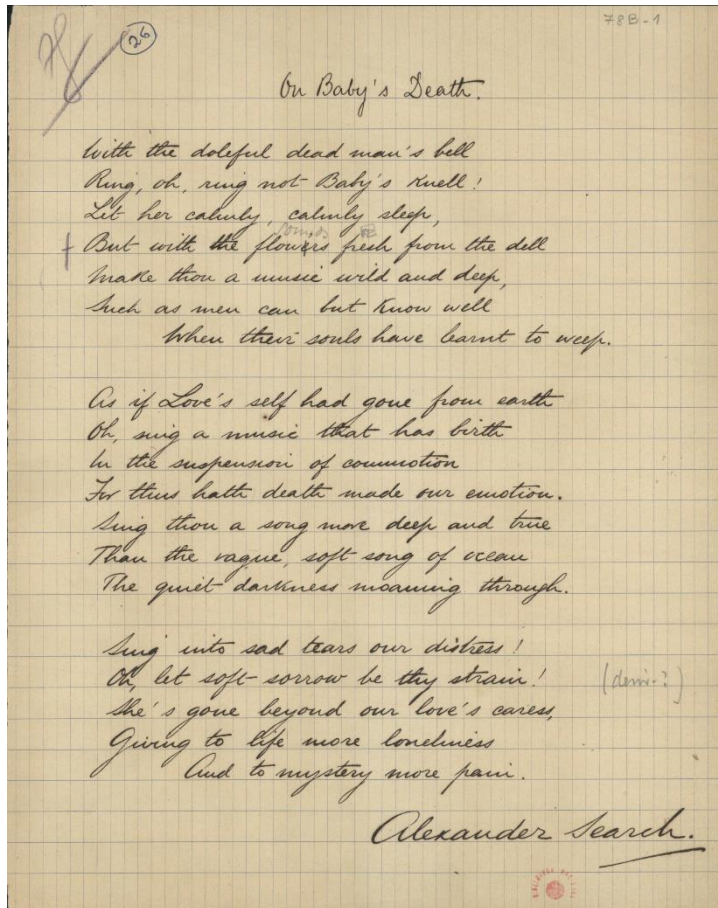 78B-1
26
On Baby's Death.
With the doleful dead man's bell
Ring, oh, ring not Baby's knell!
Let her calmly, calmly sleep,
But with the flowers fresh from the dell
Make thou a music wild and deep,
Such as men can but know well
When their souls have learnt to weep.
As if Love's self had gone from earth
Oh, sing a music that has birth
In the suspension of commotion
For thus hath death made our emotion.
Sing thou a song more deep and true
Than the vague, soft song of ocean
The quiet darkness moaning through.
Sing into sad tears our distress!
Oh, let soft sorrow be thy strain! (demi-?)
She's gone beyond our love's caress,
Giving to life more loneliness
And to mystery more pain.
Alexander Search.